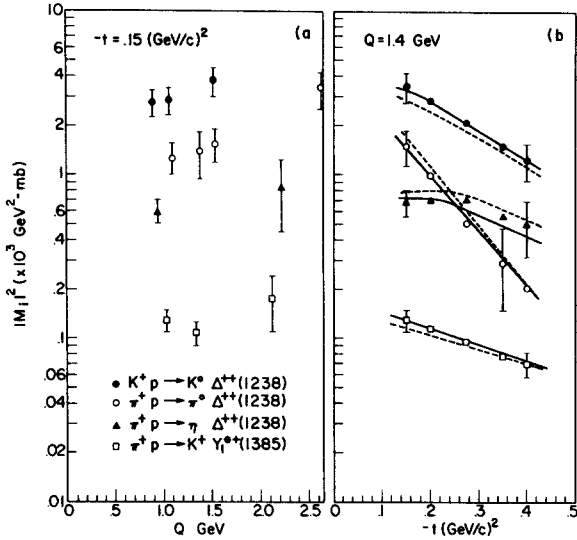 -t = .15 (GeV/c)² (a
Q = 1.4 GeV (b
|Mᵢ|² (x10³ GeV²-mb)
10
6
4
2
1
.6
.4
.2
.1
.06
.04
.02
.01
● K⁺ p → K° Δ⁺⁺(1238)
○ π⁺ p → π° Δ⁺⁺(1238)
▲ π⁺ p → η Δ⁺⁺(1238)
□ π⁺ p → K⁺ Y₁*⁺(1385)
0 .5 1.0 1.5 2.0 2.5
Q GeV
0 .1 .2 .3 .4 .5
-t (GeV/c)²